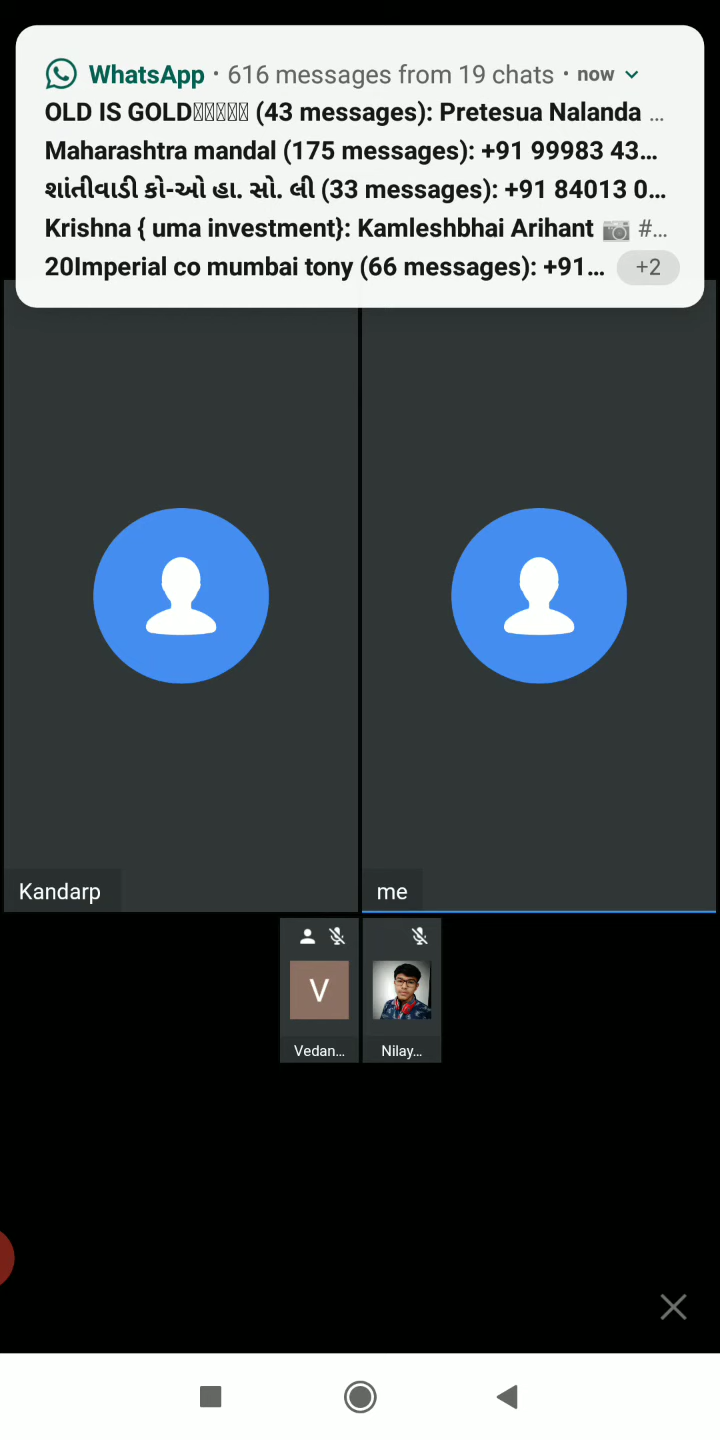 WhatsApp · 616 messages from 19 chats · now
OLD IS GOLD (43 messages): Pretesua Nalanda ...
Maharashtra mandal (175 messages): +91 99983 43...
શાંતીવાડી કો-ઓ હા. સો. લી (33 messages): +91 84013 0...
Krishna { uma investment}: Kamleshbhai Arihant 📷 #...
20Imperial co mumbai tony (66 messages): +91... +2
Kandarp
me
V
Vedan...
Nilay...